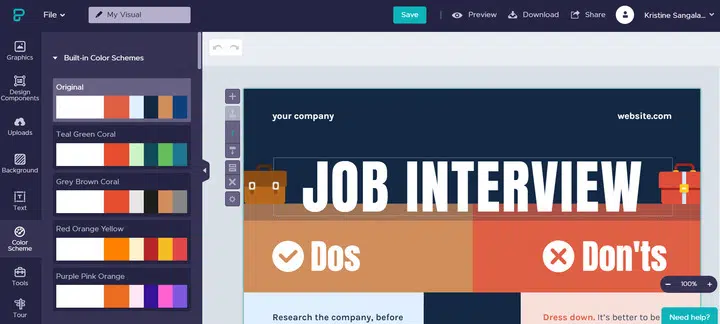 File
My Visual
Save
Preview
Download
Share
Kristine Sangala...
Graphics
Design
Components
Uploads
Background
Text
Color
Scheme
Tools
Tour
Built-in Color Schemes
Original
Teal Green Coral
Grey Brown Coral
Red Orange Yellow
Purple Pink Orange
your company
website.com
JOB INTERVIEW
Dos
Don'ts
Research the company, before
Dress down. It's better to be
100%
Need help?